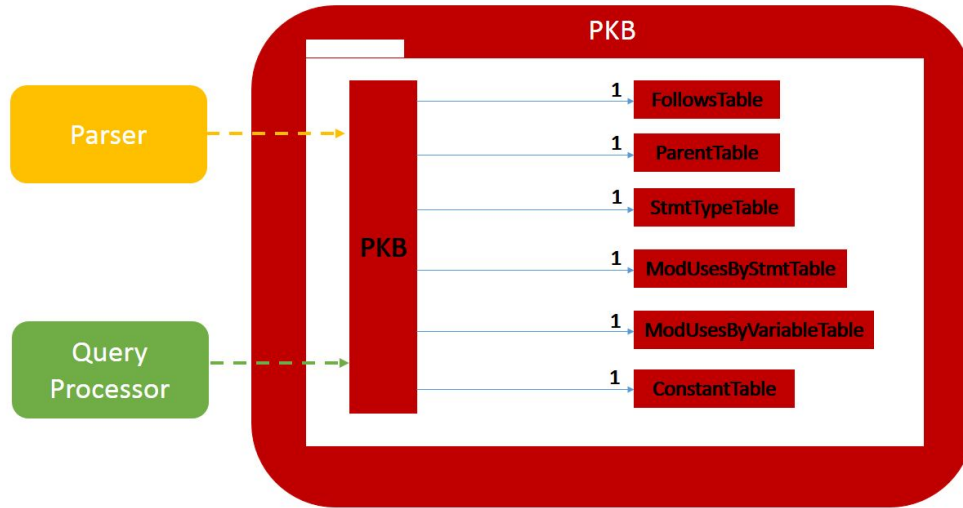 PKB
Parser
Query
Processor
PKB
1
FollowsTable
1
ParentTable
1
StmtTypeTable
1
ModUsesByStmtTable
1
ModUsesByVariableTable
1
ConstantTable